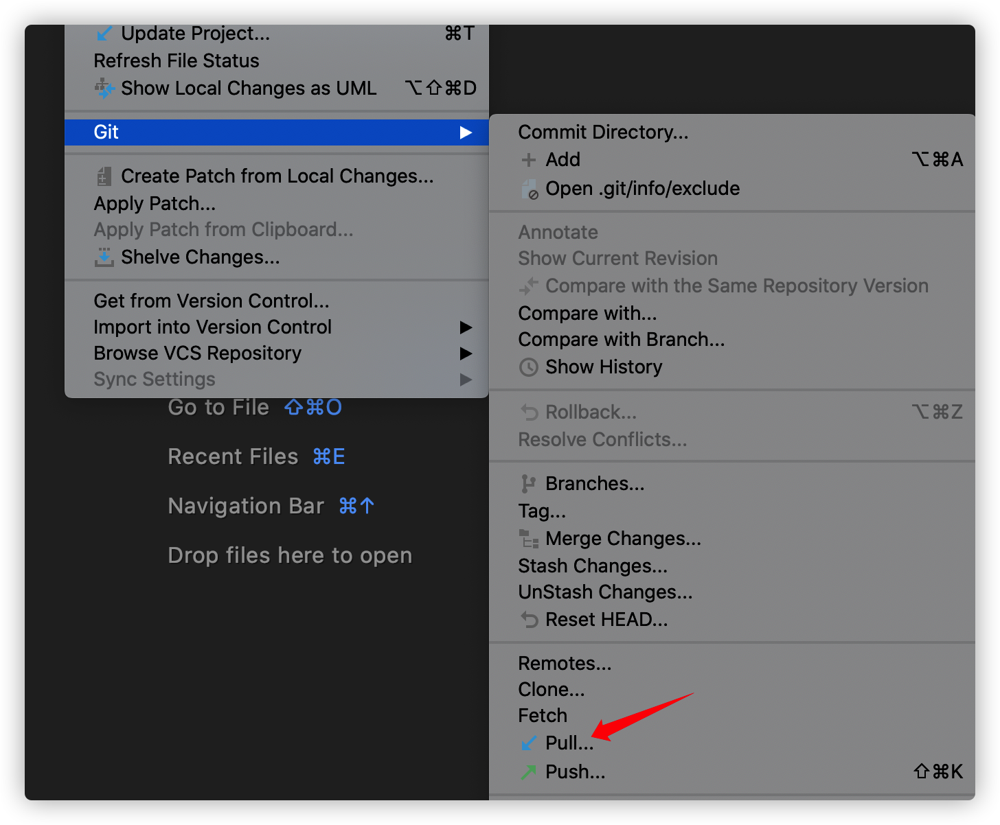 Update Project... ⌘T
Refresh File Status
Show Local Changes as UML ⌥⇧⌘D
Git
Create Patch from Local Changes...
Apply Patch...
Apply Patch from Clipboard...
Shelve Changes...
Get from Version Control...
Import into Version Control
Browse VCS Repository
Sync Settings
Go to File ⇧⌘O
Recent Files ⌘E
Navigation Bar ⌘↑
Drop files here to open
Commit Directory...
Add ⌥⌘A
Open .git/info/exclude
Annotate
Show Current Revision
Compare with the Same Repository Version
Compare with...
Compare with Branch...
Show History
Rollback... ⌥⌘Z
Resolve Conflicts...
Branches...
Tag...
Merge Changes...
Stash Changes...
UnStash Changes...
Reset HEAD...
Remotes...
Clone...
Fetch
Pull...
Push... ⇧⌘K